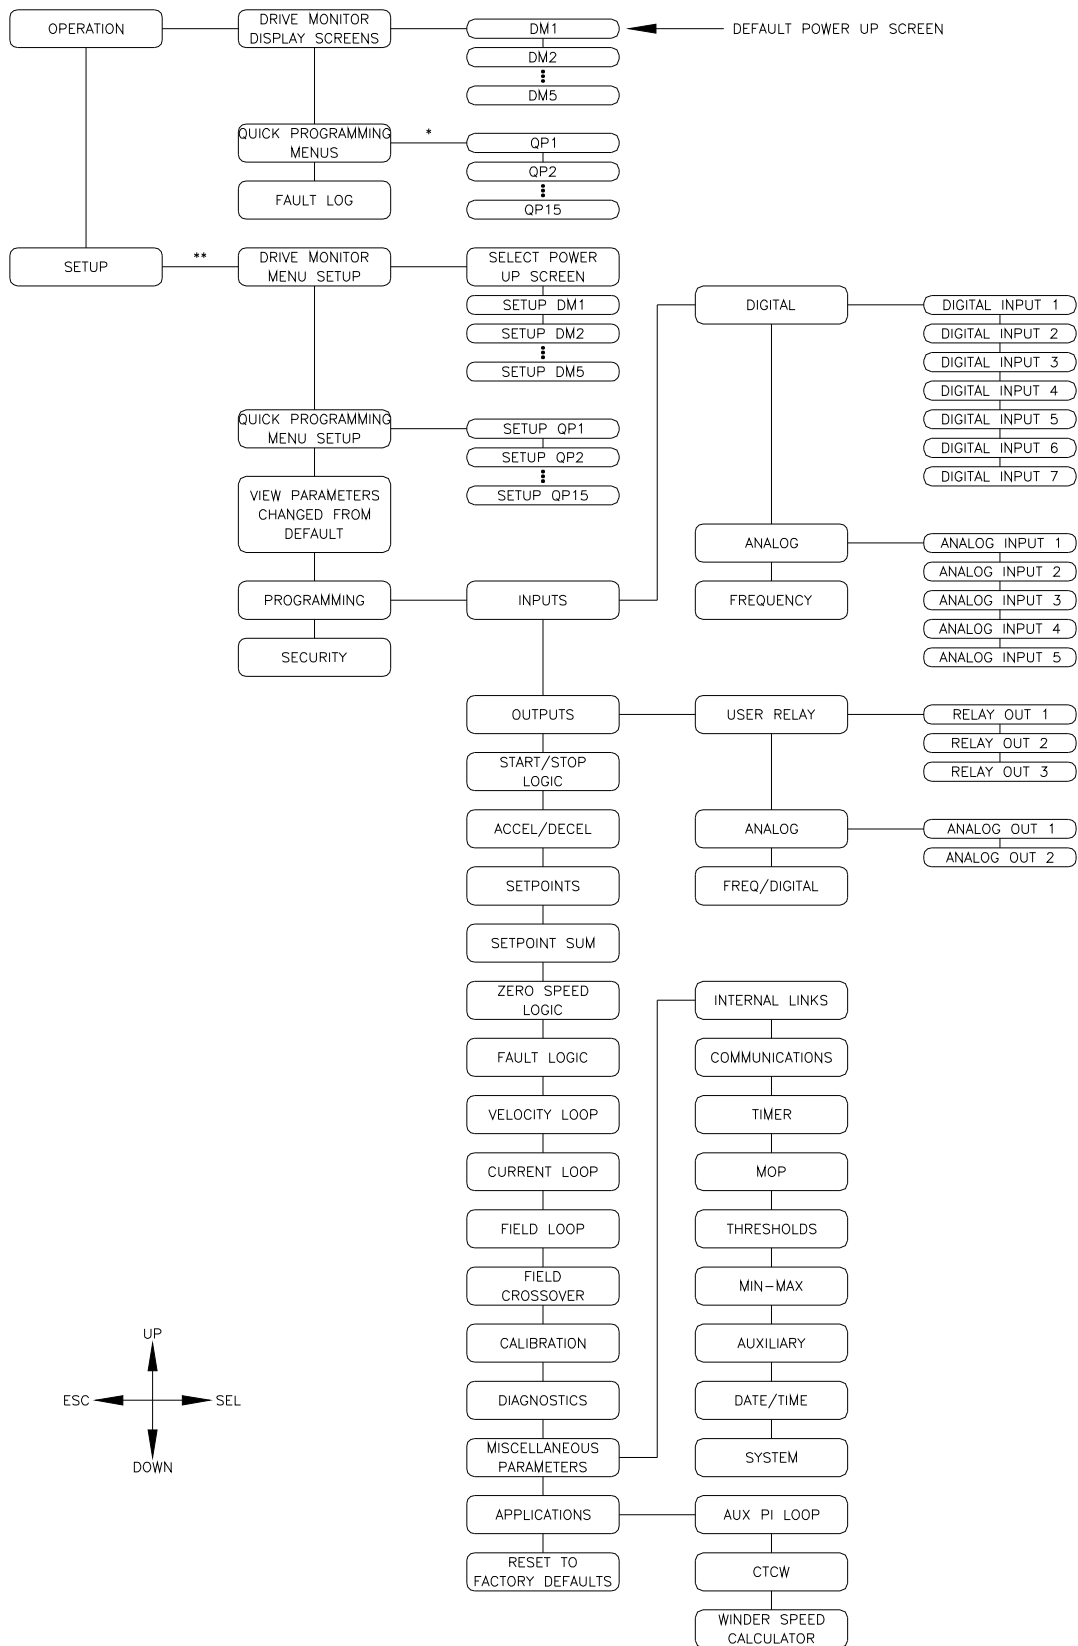 OPERATION
DRIVE MONITOR
DISPLAY SCREENS
DM1
DEFAULT POWER UP SCREEN
DM2
DM5
QUICK PROGRAMMING
MENUS
*
QP1
QP2
FAULT LOG
QP15
SETUP
**
DRIVE MONITOR
MENU SETUP
SELECT POWER
UP SCREEN
SETUP DM1
SETUP DM2
SETUP DM5
QUICK PROGRAMMING
MENU SETUP
SETUP QP1
SETUP QP2
SETUP QP15
VIEW PARAMETERS
CHANGED FROM
DEFAULT
PROGRAMMING
SECURITY
INPUTS
DIGITAL
DIGITAL INPUT 1
DIGITAL INPUT 2
DIGITAL INPUT 3
DIGITAL INPUT 4
DIGITAL INPUT 5
DIGITAL INPUT 6
DIGITAL INPUT 7
ANALOG
ANALOG INPUT 1
ANALOG INPUT 2
ANALOG INPUT 3
ANALOG INPUT 4
ANALOG INPUT 5
FREQUENCY
OUTPUTS
USER RELAY
RELAY OUT 1
RELAY OUT 2
RELAY OUT 3
ANALOG
ANALOG OUT 1
ANALOG OUT 2
FREQ/DIGITAL
START/STOP
LOGIC
ACCEL/DECEL
SETPOINTS
SETPOINT SUM
ZERO SPEED
LOGIC
FAULT LOGIC
VELOCITY LOOP
CURRENT LOOP
FIELD LOOP
FIELD
CROSSOVER
CALIBRATION
DIAGNOSTICS
MISCELLANEOUS
PARAMETERS
INTERNAL LINKS
COMMUNICATIONS
TIMER
MOP
THRESHOLDS
MIN-MAX
AUXILIARY
DATE/TIME
SYSTEM
APPLICATIONS
AUX PI LOOP
CTCW
WINDER SPEED
CALCULATOR
RESET TO
FACTORY DEFAULTS
UP
ESC
SEL
DOWN